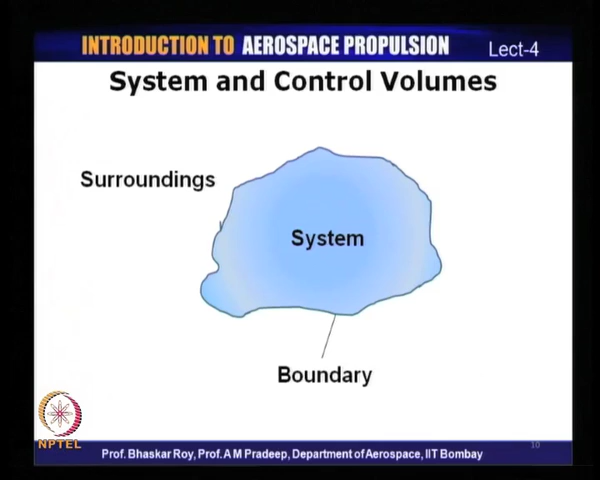 INTRODUCTION TO AEROSPACE PROPULSION
Lect-4
System and Control Volumes
Surroundings
System
Boundary
NPTEL
10
Prof. Bhaskar Roy, Prof. A M Pradeep, Department of Aerospace, IIT Bombay